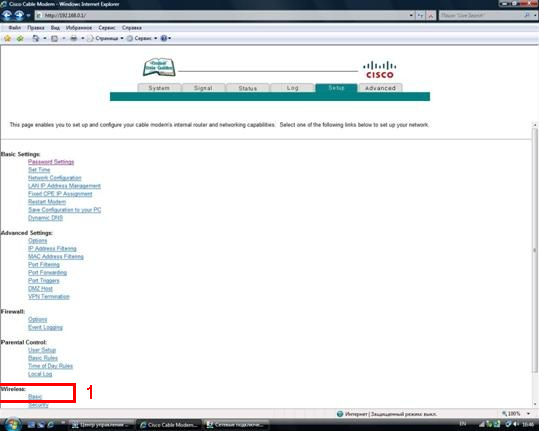 Cisco Cable Modem - Windows Internet Explorer
http://192.168.0.1/
Поиск "Live Search"
Файл Правка Вид Избранное Сервис Справка
Страница Сервис
CISCO
System Signal Status Log Setup Advanced
This page enables you to set up and configure your cable modem's internal router and networking capabilities. Select one of the following links below to set up your network.
Basic Settings:
Password Settings
Set Time
Network Configuration
LAN IP Address Management
Fixed CPE IP Assignment
Restart Modem
Save Configuration to your PC
Dynamic DNS
Advanced Settings:
Options
IP Address Filtering
MAC Address Filtering
Port Filtering
Port Forwarding
Port Triggers
DMZ Host
VPN Termination
Firewall:
Options
Event Logging
Parental Control:
User Setup
Basic Rules
Time of Day Rules
Local Log
Wireless:
Basic
1
Security
Интернет | Защищенный режим: выкл.
100%
Центр управления ...
Cisco Cable Modem...
Сетевые подключе...
EN
16:46